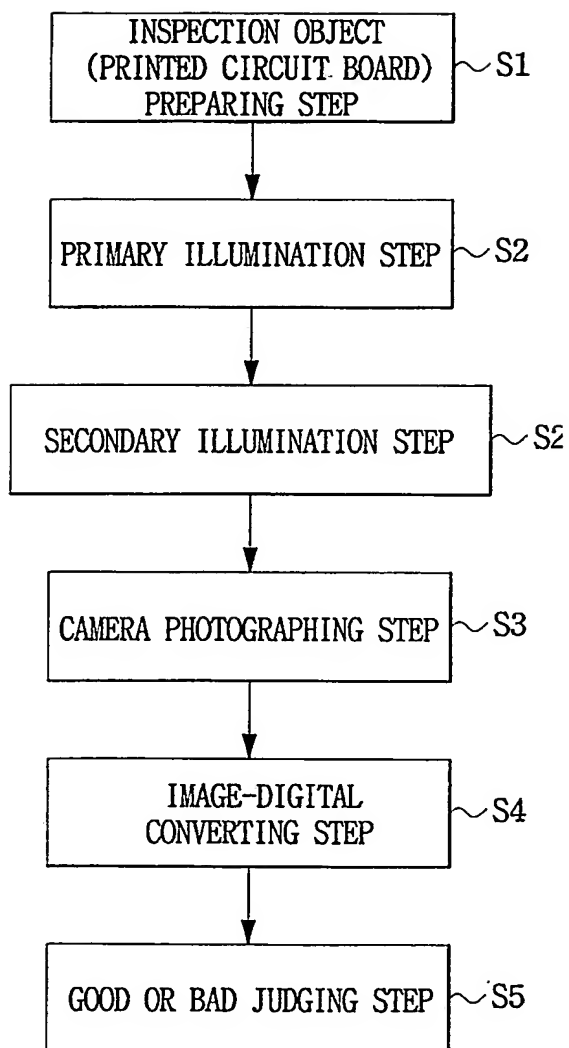 INSPECTION OBJECT
(PRINTED CIRCUIT BOARD)
PREPARING STEP
S1
PRIMARY ILLUMINATION STEP
S2
SECONDARY ILLUMINATION STEP
S2
CAMERA PHOTOGRAPHING STEP
S3
IMAGE-DIGITAL
CONVERTING STEP
S4
GOOD OR BAD JUDGING STEP
S5